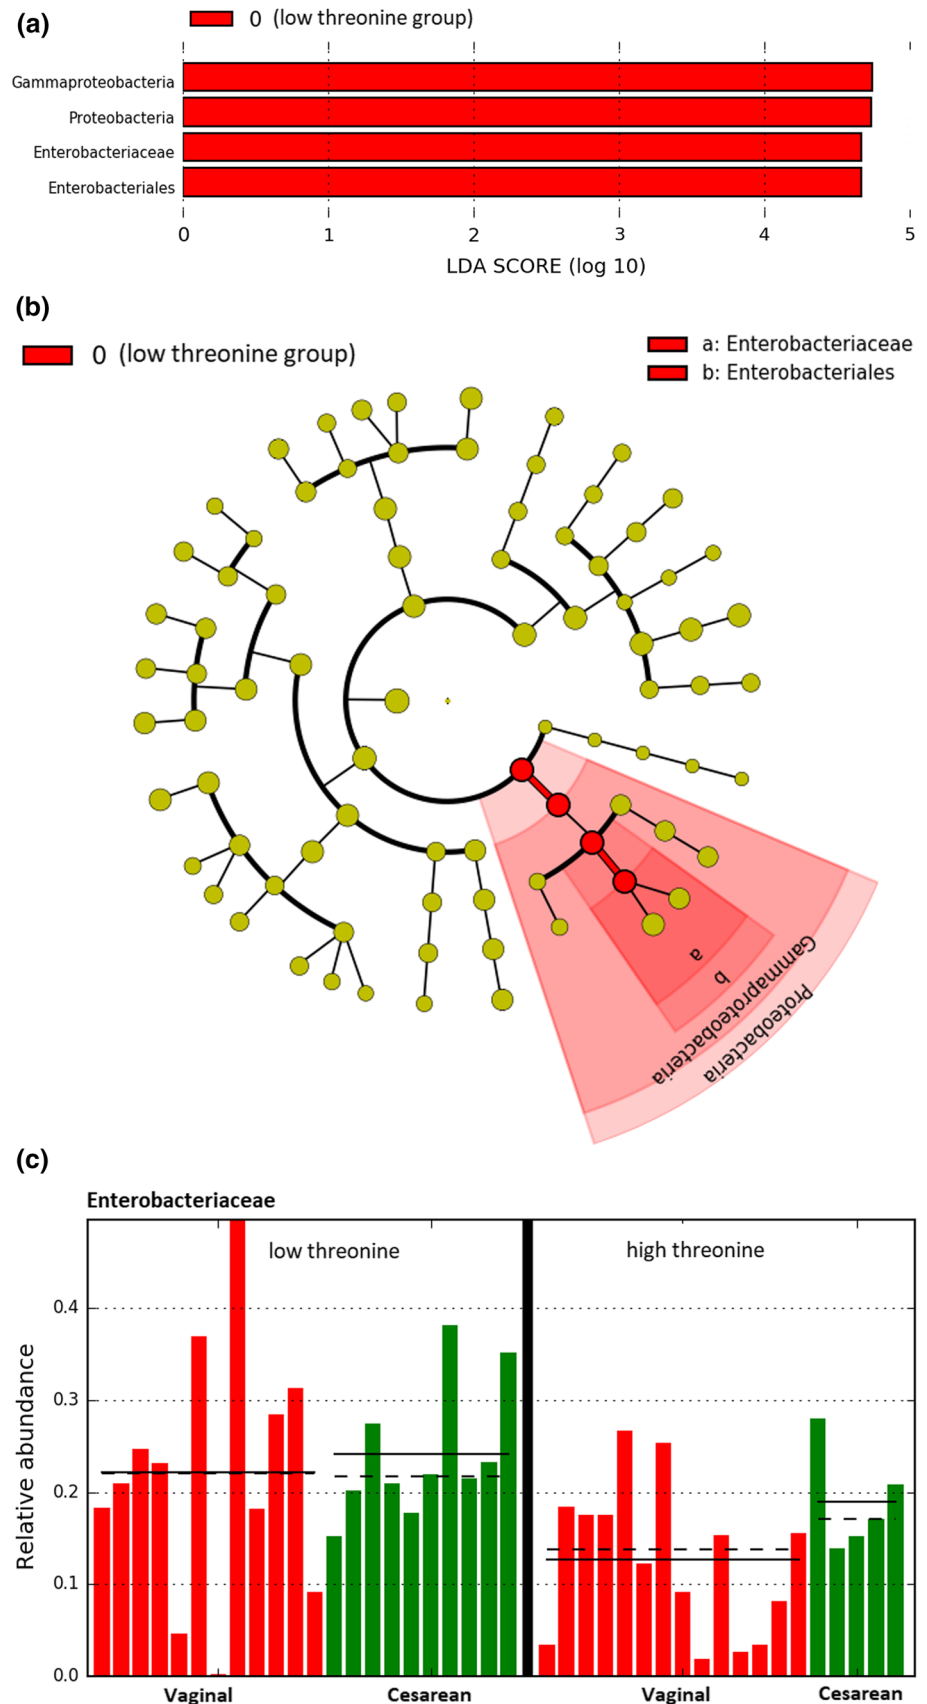 (a)
0 (low threonine group)
Gammaproteobacteria
Proteobacteria
Enterobacteriaceae
Enterobacteriales
0 1 2 3 4 5
LDA SCORE (log 10)
(b)
0 (low threonine group)
a: Enterobacteriaceae
b: Enterobacteriales
a
b
Gammaproteobacteria
Proteobacteria
(c)
Enterobacteriaceae
low threonine high threonine
Relative abundance
0.4
0.3
0.2
0.1
0.0
Vaginal Cesarean Vaginal Cesarean